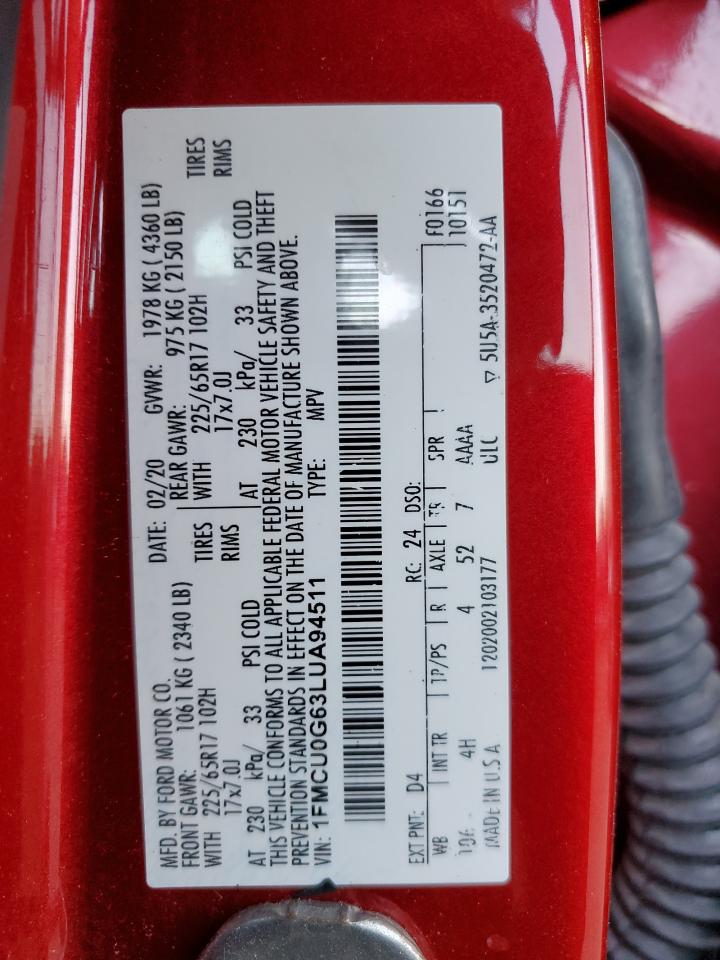 MFD. BY FORD MOTOR CO. DATE: 02/20 GVWR: 1978 KG ( 4360 LB)
FRONT GAWR: 1061 KG ( 2340 LB) REAR GAWR: 975 KG ( 2150 LB)
WITH 225/65R17 102H TIRES WITH 225/65R17 102H TIRES
17x7.0J RIMS 17x7.0J RIMS
AT 230 kPa/ 33 PSI COLD AT 230 kPa/ 33 PSI COLD
THIS VEHICLE CONFORMS TO ALL APPLICABLE FEDERAL MOTOR VEHICLE SAFETY AND THEFT
PREVENTION STANDARDS IN EFFECT ON THE DATE OF MANUFACTURE SHOWN ABOVE.
VIN: 1FMCU0G63LUA94511 TYPE: MPV
F0166
EXT PNT: D4 RC: 24 DSO: 10151
WB INT TR TP/PS R AXLE TR SPR
4H 4 52 7 AAAA
MADE IN U.S.A. 1202002103177 ULC ▽ 5U5A-3520472-AA